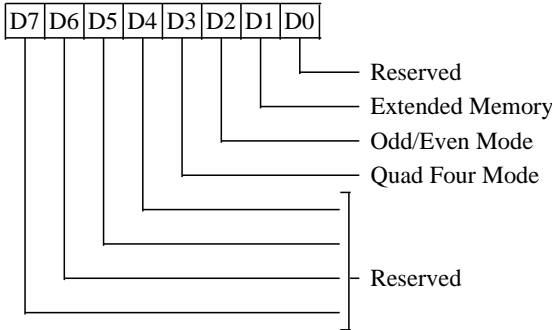 D7 D6 D5 D4 D3 D2 D1 D0
Reserved
Extended Memory
Odd/Even Mode
Quad Four Mode
Reserved